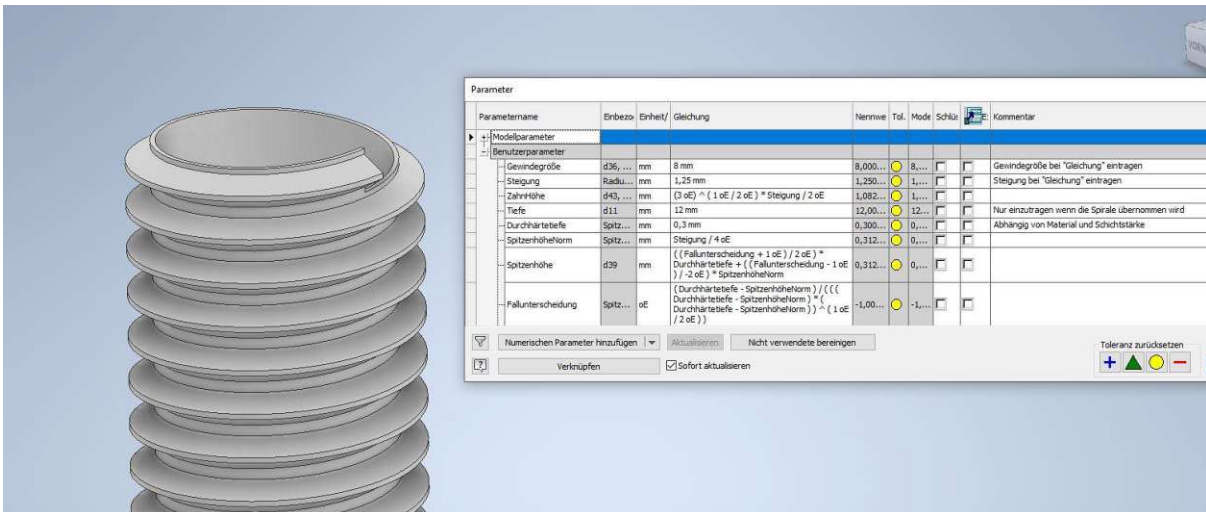 VORN
Parameter
Parametername Einbezo Einheit/ Gleichung Nennwe Tol. Mode Schlüs E: Kommentar
Modellparameter
Benutzerparameter
Gewindegröße d36, ... mm 8 mm 8,000... 8,... Gewindegröße bei "Gleichung" eintragen
Steigung Radiu... mm 1,25 mm 1,250... 1,... Steigung bei "Gleichung" eintragen
ZahnHöhe d43, ... mm (3 oE) ^ ( 1 oE / 2 oE ) * Steigung / 2 oE 1,082... 1,...
Tiefe d11 mm 12 mm 12,00... 12... Nur einzutragen wenn die Spirale übernommen wird
Durchhärtetiefe Spitz... mm 0,3 mm 0,300... 0,... Abhängig von Material und Schichtstärke
SpitzenhöheNorm Spitz... mm Steigung / 4 oE 0,312... 0,...
( ( Fallunterscheidung + 1 oE ) / 2 oE ) *
Spitzenhöhe d39 mm Durchhärtetiefe + ( ( Fallunterscheidung - 1 oE 0,312... 0,...
) / -2 oE ) * SpitzenhöheNorm
( Durchhärtetiefe - SpitzenhöheNorm ) / ( ( (
Durchhärtetiefe - SpitzenhöheNorm ) * (
Fallunterscheidung Spitz... oE Durchhärtetiefe - SpitzenhöheNorm ) ) ^ ( 1 oE -1,00... -1,...
/ 2 oE ) )
Numerischen Parameter hinzufügen Aktualisieren Nicht verwendete bereinigen
Toleranz zurücksetzen
Verknüpfen Sofort aktualisieren